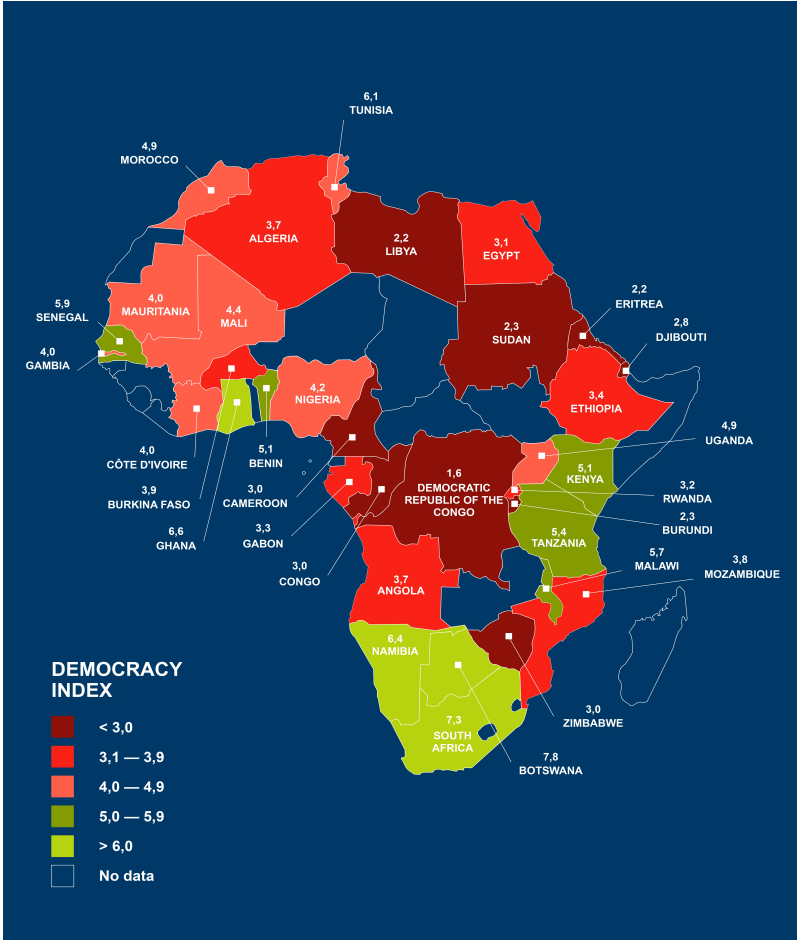 6,1
TUNISIA
4,9
MOROCCO
3,7
ALGERIA
2,2
LIBYA
3,1
EGYPT
2,2
ERITREA
2,8
DJIBOUTI
5,9
SENEGAL
4,0
MAURITANIA
4,4
MALI
2,3
SUDAN
4,0
GAMBIA
4,2
NIGERIA
3,4
ETHIOPIA
4,9
UGANDA
4,0
CÔTE D'IVOIRE
5,1
BENIN
5,1
KENYA
1,6
DEMOCRATIC
REPUBLIC OF THE
CONGO
3,9
BURKINA FASO
3,0
CAMEROON
3,2
RWANDA
6,6
GHANA
3,3
GABON
2,3
BURUNDI
5,4
TANZANIA
3,0
CONGO
5,7
MALAWI
3,8
MOZAMBIQUE
3,7
ANGOLA
6,4
NAMIBIA
3,0
ZIMBABWE
7,3
SOUTH
AFRICA
7,8
BOTSWANA
DEMOCRACY
INDEX
< 3,0
3,1 — 3,9
4,0 — 4,9
5,0 — 5,9
> 6,0
No data